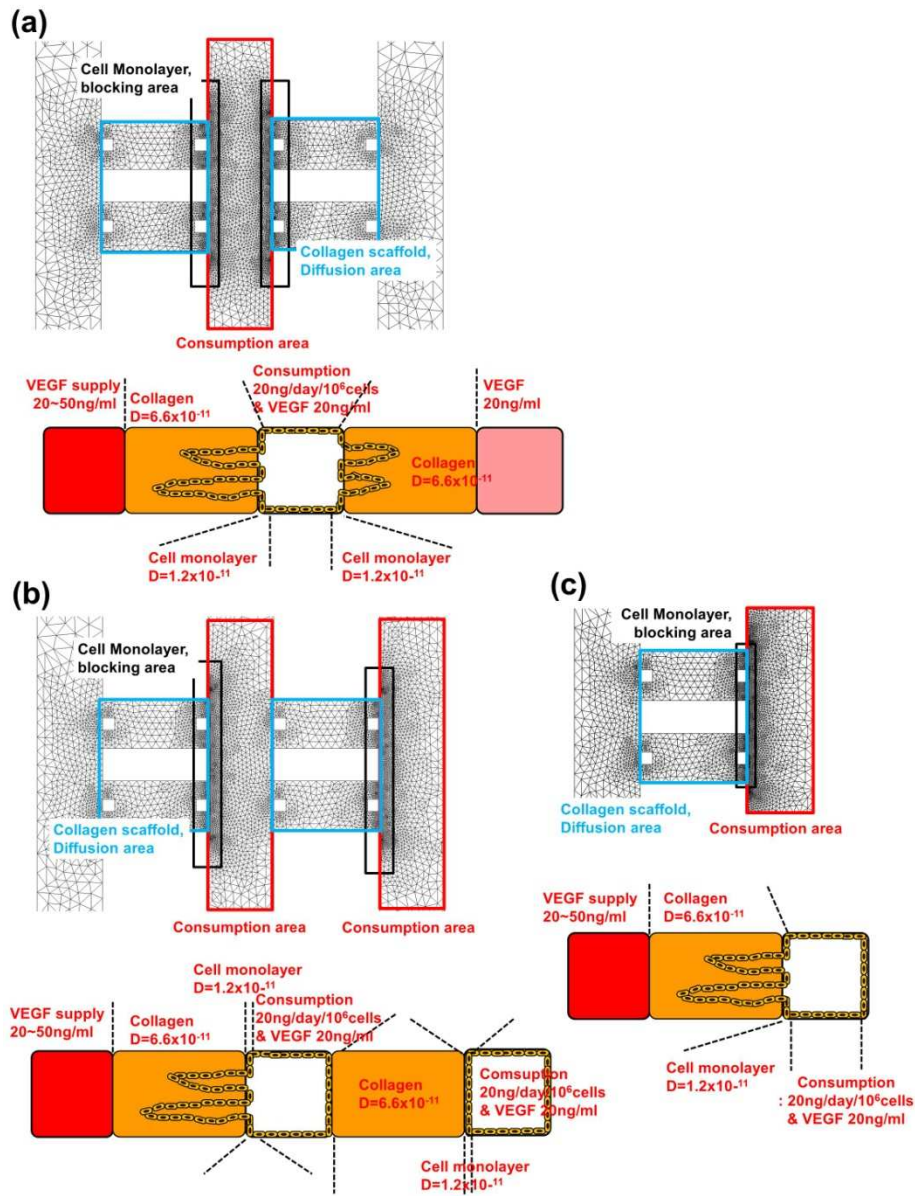 (a)
Cell Monolayer,
blocking area
Collagen scaffold,
Diffusion area
Consumption area
VEGF supply
20~50ng/ml
Collagen
D=6.6x10⁻¹¹
Consumption
20ng/day/10⁶cells
& VEGF 20ng/ml
VEGF
20ng/ml
Collagen
D=6.6x10⁻¹¹
Cell monolayer
D=1.2x10⁻¹¹
Cell monolayer
D=1.2x10⁻¹¹
(b)
Cell Monolayer,
blocking area
Collagen scaffold,
Diffusion area
Consumption area
Consumption area
VEGF supply
20~50ng/ml
Collagen
D=6.6x10⁻¹¹
Cell monolayer
D=1.2x10⁻¹¹
Consumption
20ng/day/10⁶cells
& VEGF 20ng/ml
Collagen
D=6.6x10⁻¹¹
Comsuption
20ng/day/10⁶cells
& VEGF 20ng/ml
Cell monolayer
D=1.2x10⁻¹¹
(c)
Cell Monolayer,
blocking area
Collagen scaffold,
Diffusion area
Consumption area
VEGF supply
20~50ng/ml
Collagen
D=6.6x10⁻¹¹
Cell monolayer
D=1.2x10⁻¹¹
Consumption
: 20ng/day/10⁶cells
& VEGF 20ng/ml